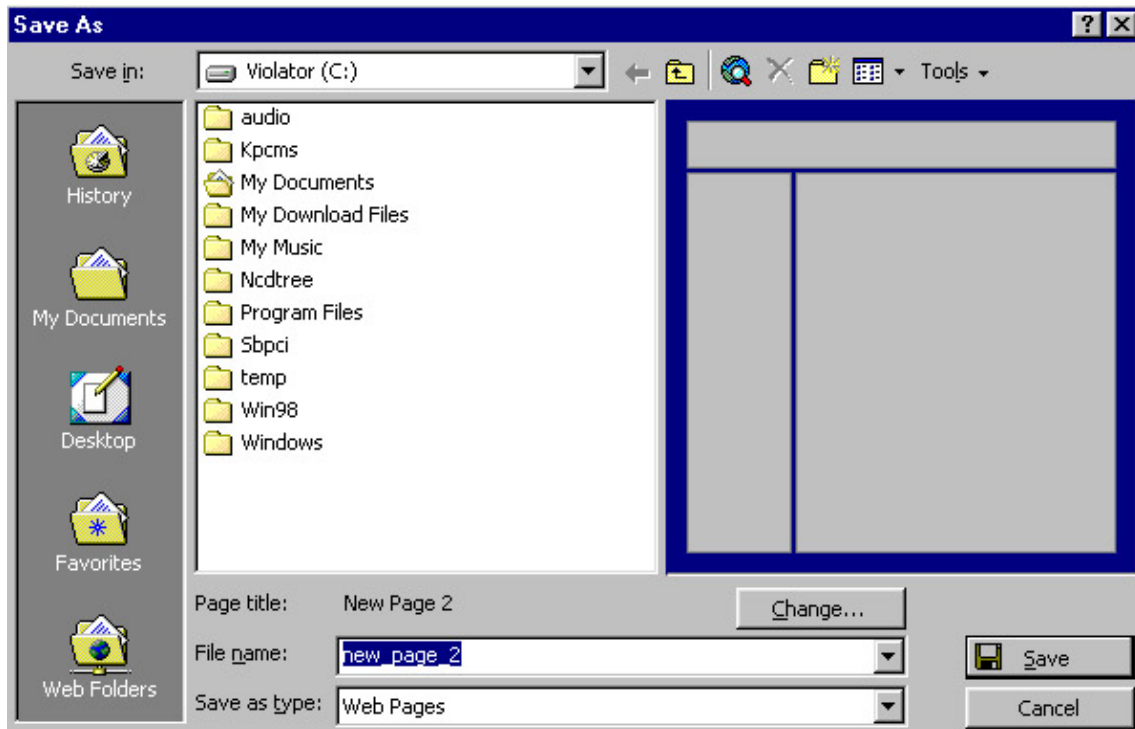 Save As
Save in:
Violator (C:)
Tools
History
My Documents
Desktop
Favorites
Web Folders
audio
Kpcms
My Documents
My Download Files
My Music
Ncdtree
Program Files
Sbpci
temp
Win98
Windows
Page title:
New Page 2
Change...
File name:
new_page_2
Save
Save as type:
Web Pages
Cancel